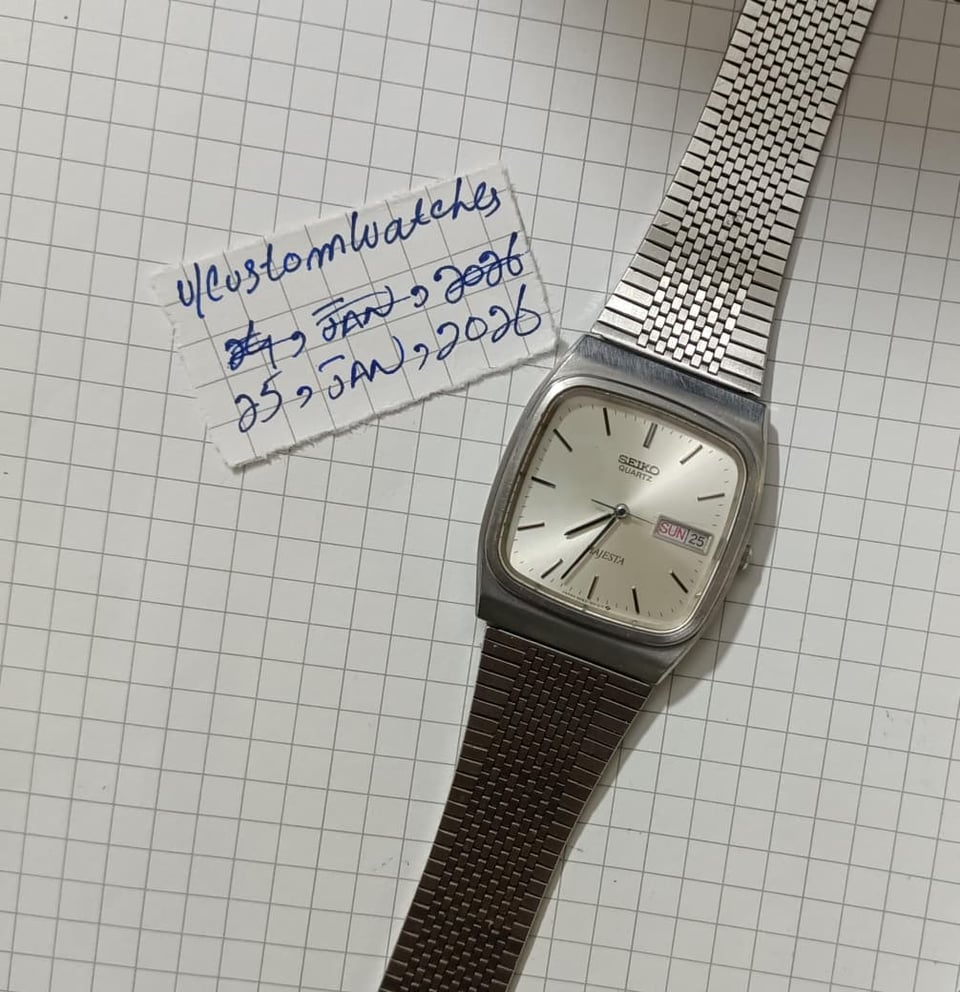 u/CustomWatches
24, JAN, 2026
25, JAN, 2026
SEIKO
QUARTZ
SUN 25
MAJESTA